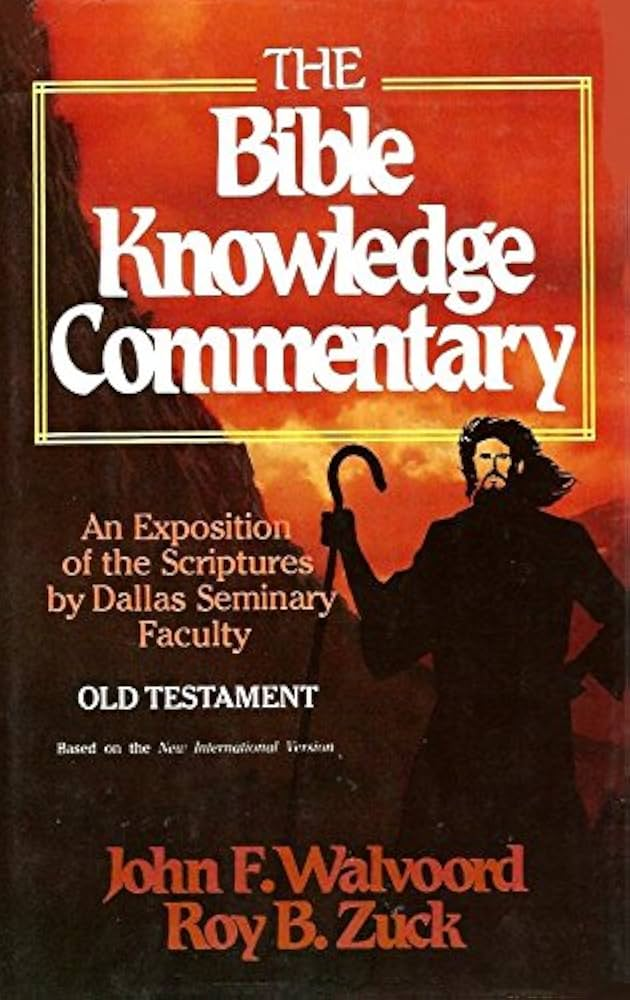 THE
Bible
Knowledge
Commentary
An Exposition
of the Scriptures
by Dallas Seminary
Faculty
OLD TESTAMENT
Based on the New International Version
John F. Walvoord
Roy B. Zuck